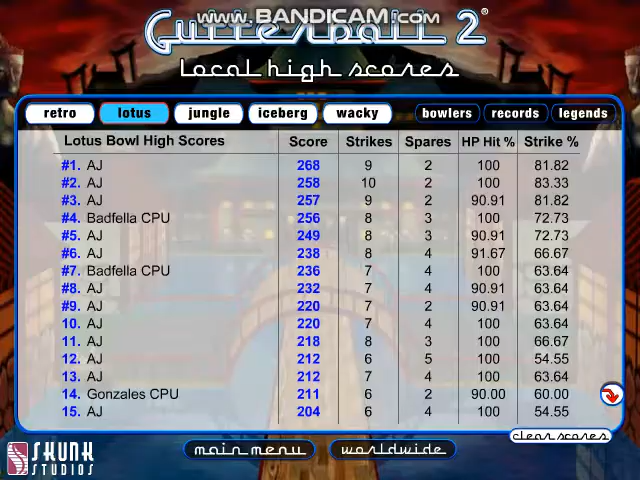 www.BANDICAM.com
Gutterball 2®
Local high scores
retro lotus jungle iceberg wacky bowlers records legends
Lotus Bowl High Scores Score Strikes Spares HP Hit % Strike %
#1. AJ 268 9 2 100 81.82
#2. AJ 258 10 2 100 83.33
#3. AJ 257 9 2 90.91 81.82
#4. Badfella CPU 256 8 3 100 72.73
#5. AJ 249 8 3 90.91 72.73
#6. AJ 238 8 4 91.67 66.67
#7. Badfella CPU 236 7 4 100 63.64
#8. AJ 232 7 4 90.91 63.64
#9. AJ 220 7 2 90.91 63.64
10. AJ 220 7 4 100 63.64
11. AJ 218 8 3 100 66.67
12. AJ 212 6 5 100 54.55
13. AJ 212 7 4 100 63.64
14. Gonzales CPU 211 6 2 90.00 60.00
15. AJ 204 6 4 100 54.55
clear scores
SKUNK STUDIOS
main menu worldwide